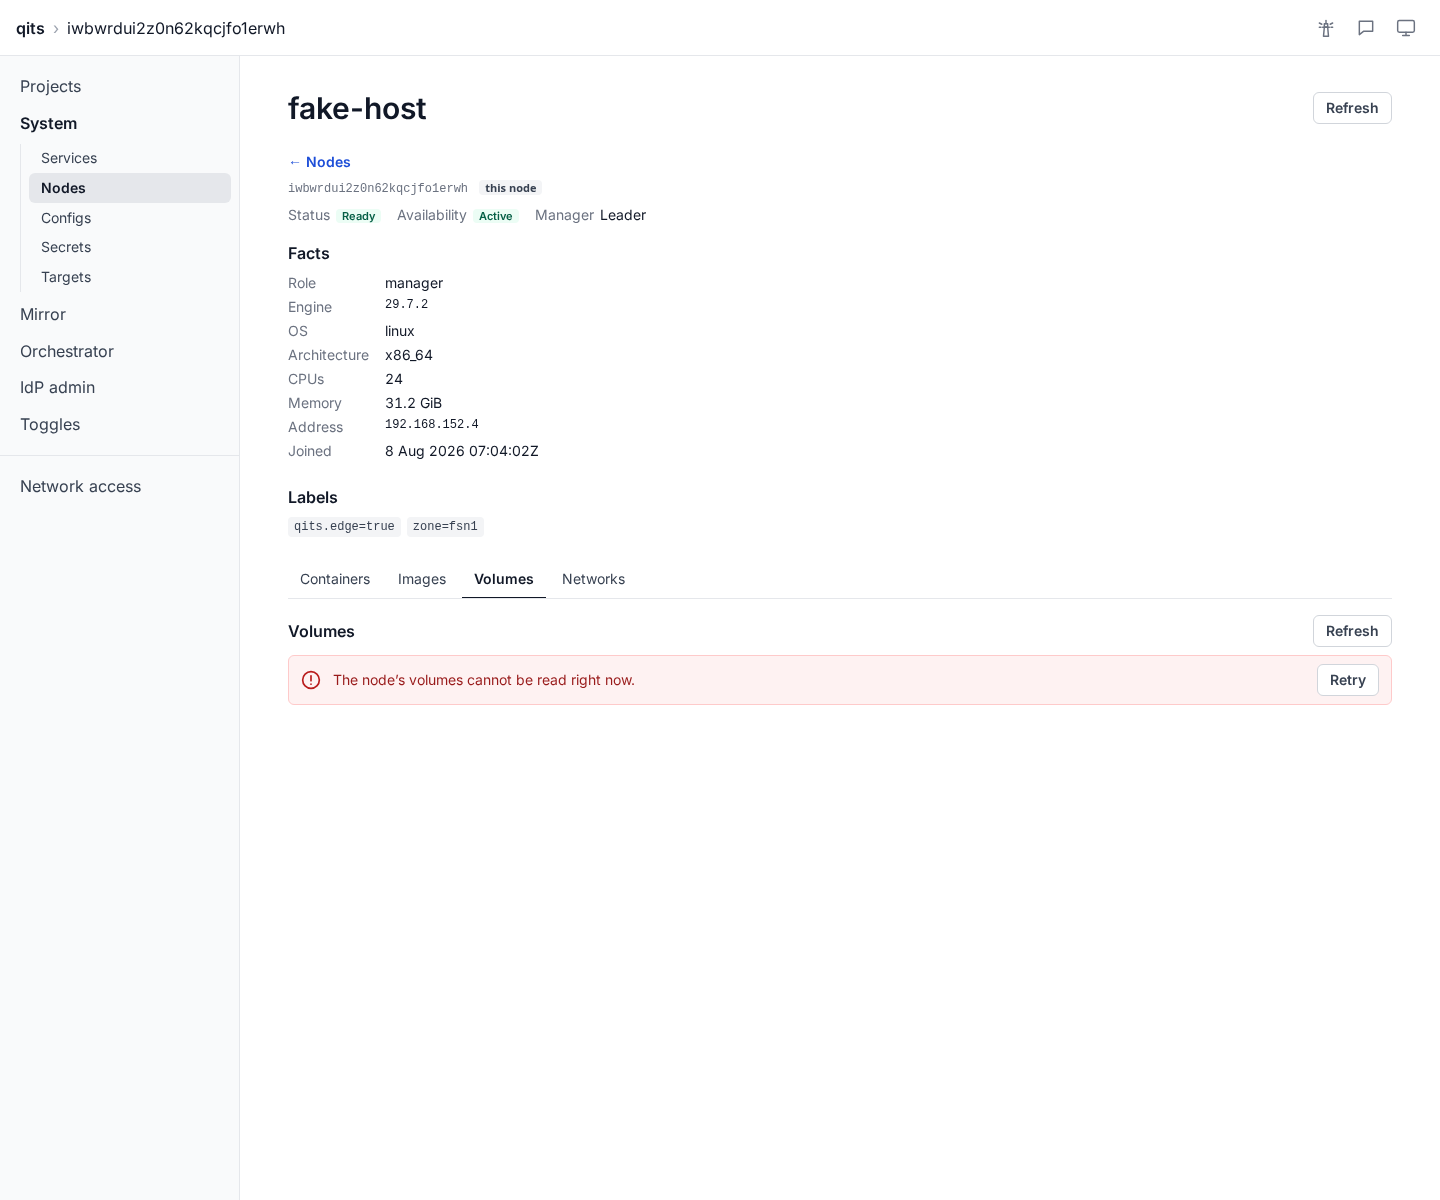 qits › iwbwrdui2z0n62kqcjfo1erwh
Projects
System
Services
Nodes
Configs
Secrets
Targets
Mirror
Orchestrator
IdP admin
Toggles
Network access
fake-host
Refresh
← Nodes
iwbwrdui2z0n62kqcjfo1erwh this node
Status Ready Availability Active Manager Leader
Facts
Role manager
Engine 29.7.2
OS linux
Architecture x86_64
CPUs 24
Memory 31.2 GiB
Address 192.168.152.4
Joined 8 Aug 2026 07:04:02Z
Labels
qits.edge=true zone=fsn1
Containers Images Volumes Networks
Volumes Refresh
The node’s volumes cannot be read right now. Retry